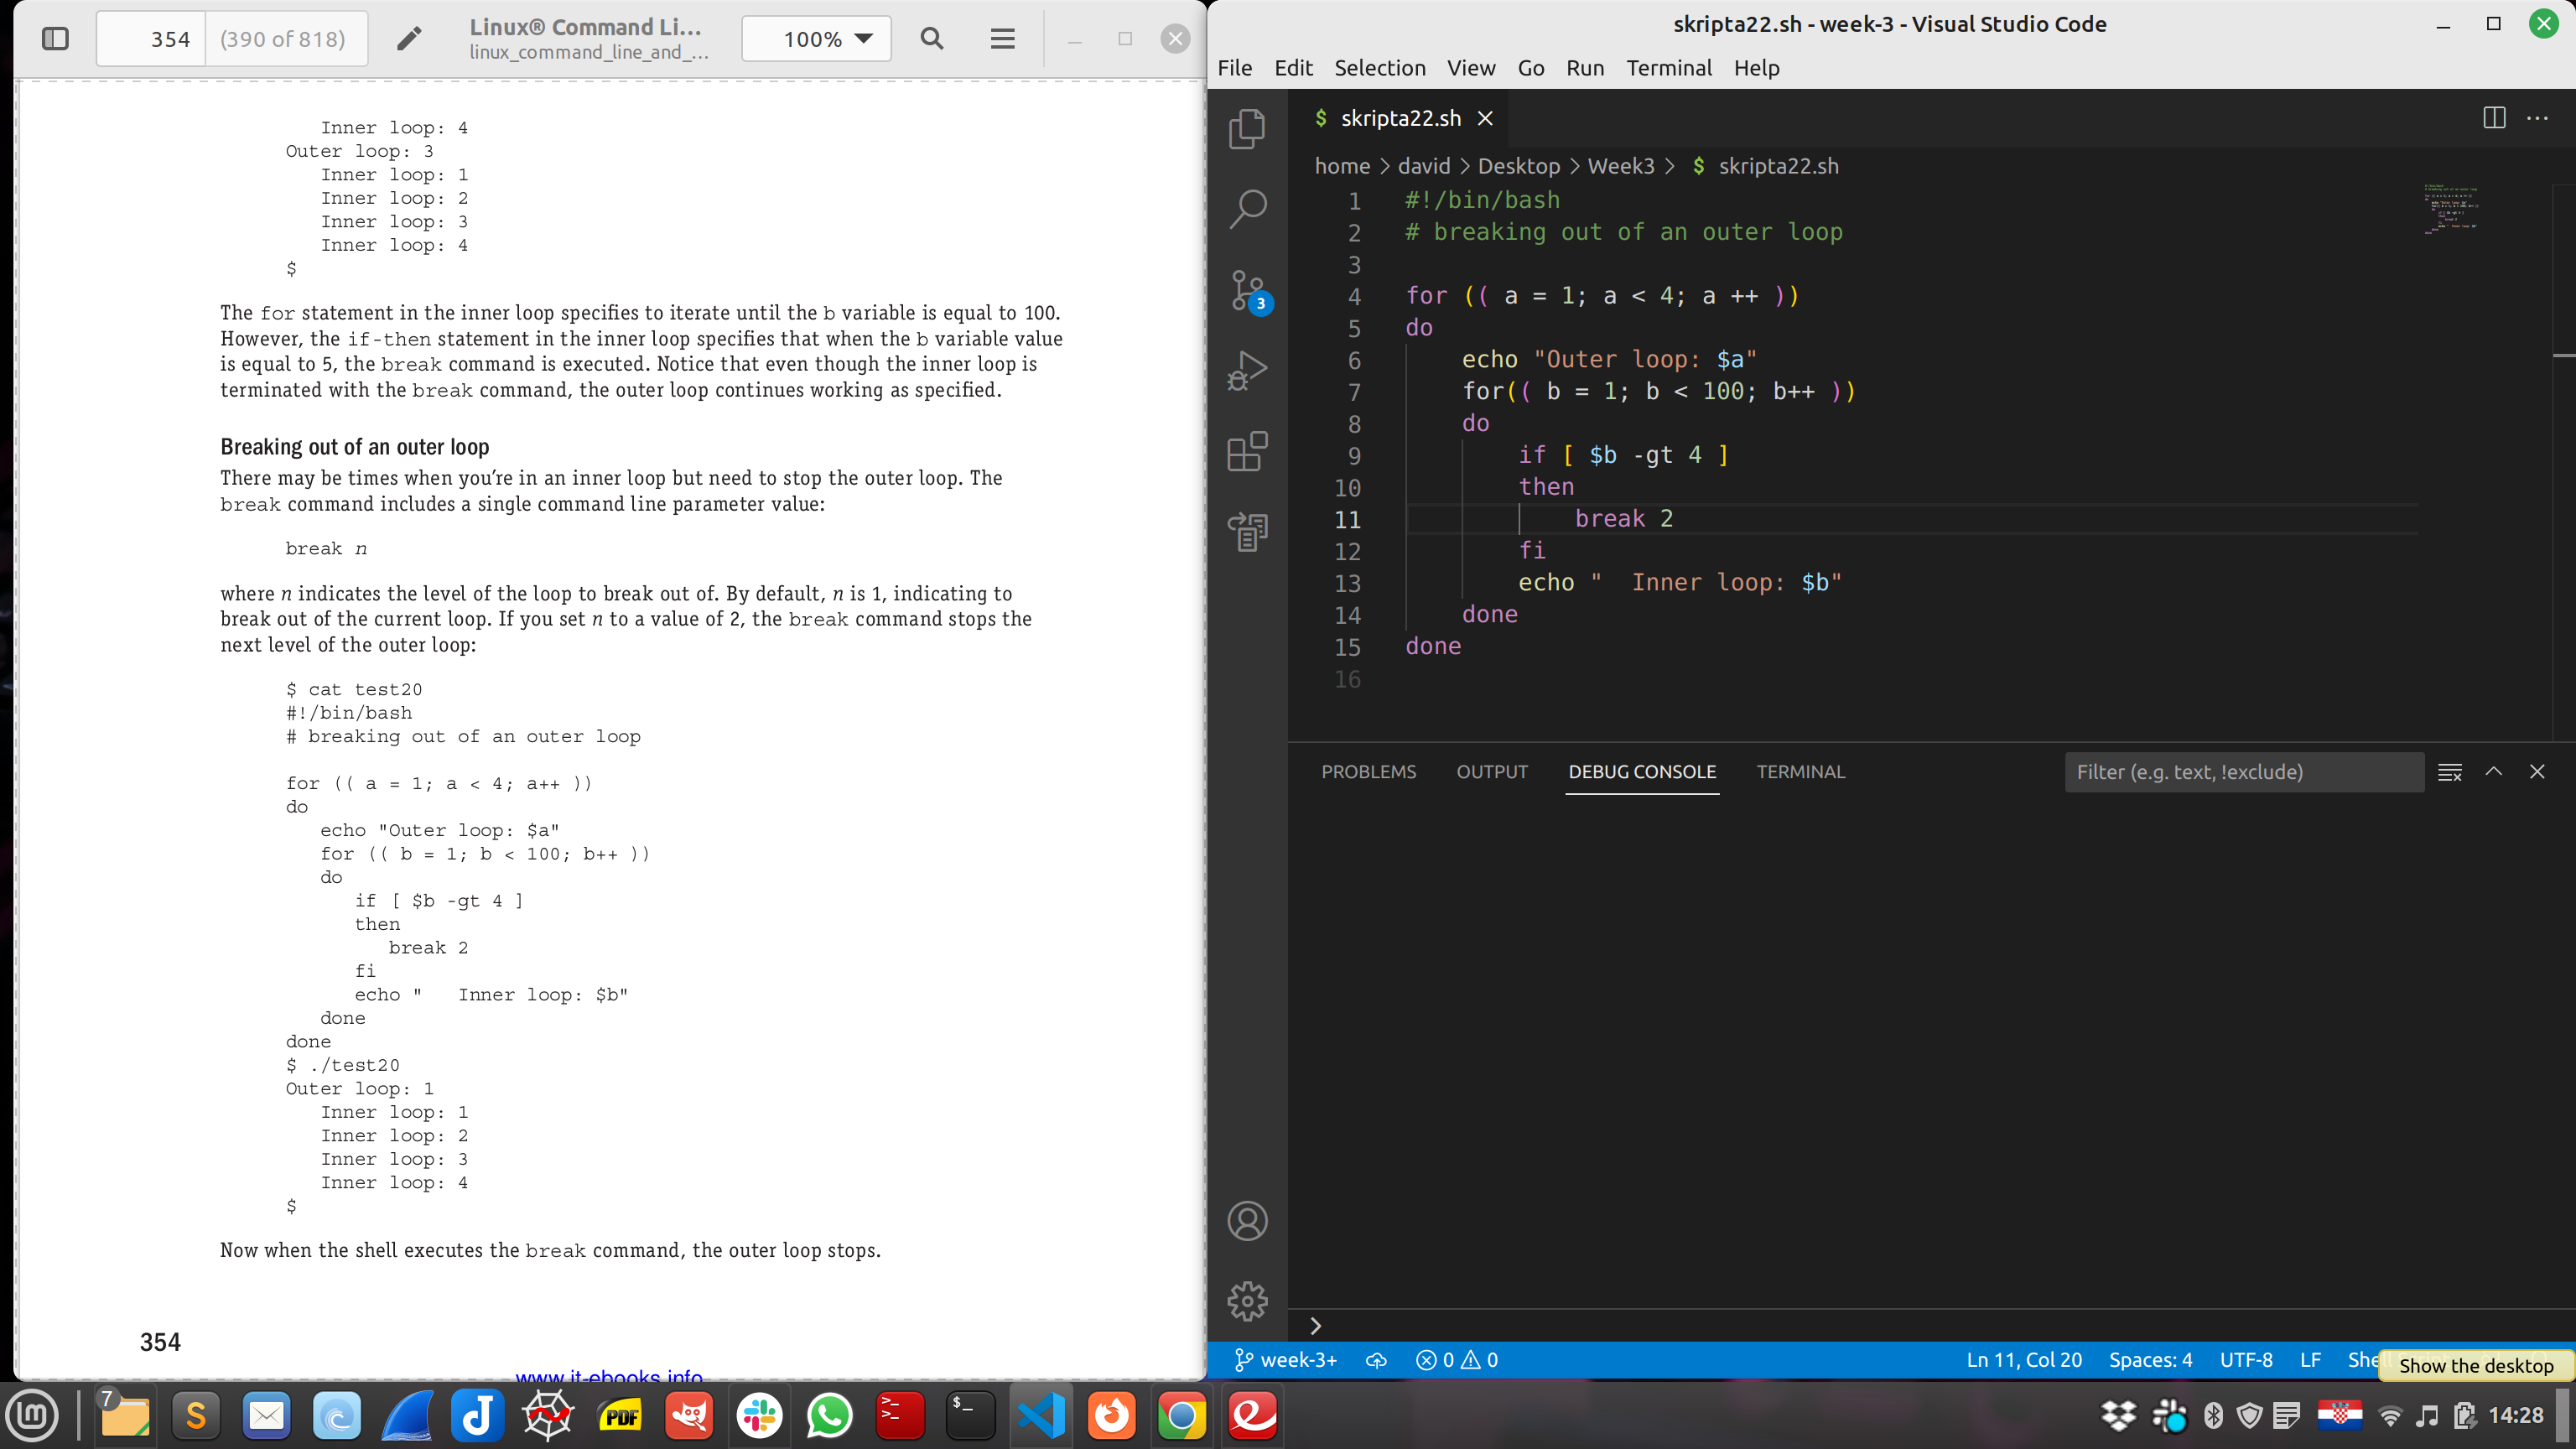 354 (390 of 818)
Linux® Command Li...
linux_command_line_and_...
100%
Inner loop: 4
Outer loop: 3
Inner loop: 1
Inner loop: 2
Inner loop: 3
Inner loop: 4
$
The for statement in the inner loop specifies to iterate until the b variable is equal to 100.
However, the if-then statement in the inner loop specifies that when the b variable value
is equal to 5, the break command is executed. Notice that even though the inner loop is
terminated with the break command, the outer loop continues working as specified.
Breaking out of an outer loop
There may be times when you’re in an inner loop but need to stop the outer loop. The
break command includes a single command line parameter value:
break n
where n indicates the level of the loop to break out of. By default, n is 1, indicating to
break out of the current loop. If you set n to a value of 2, the break command stops the
next level of the outer loop:
$ cat test20
#!/bin/bash
# breaking out of an outer loop
for (( a = 1; a < 4; a++ ))
do
echo "Outer loop: $a"
for (( b = 1; b < 100; b++ ))
do
if [ $b -gt 4 ]
then
break 2
fi
echo "   Inner loop: $b"
done
done
$ ./test20
Outer loop: 1
Inner loop: 1
Inner loop: 2
Inner loop: 3
Inner loop: 4
$
Now when the shell executes the break command, the outer loop stops.
354
www.it-ebooks.info
skripta22.sh - week-3 - Visual Studio Code
File Edit Selection View Go Run Terminal Help
$ skripta22.sh
home > david > Desktop > Week3 > $ skripta22.sh
1 #!/bin/bash
2 # breaking out of an outer loop
3
4 for (( a = 1; a < 4; a ++ ))
5 do
6 echo "Outer loop: $a"
7 for(( b = 1; b < 100; b++ ))
8 do
9 if [ $b -gt 4 ]
10 then
11 break 2
12 fi
13 echo "  Inner loop: $b"
14 done
15 done
16
3
PROBLEMS OUTPUT DEBUG CONSOLE TERMINAL Filter (e.g. text, !exclude)
>
week-3+ 0 0 Ln 11, Col 20 Spaces: 4 UTF-8 LF
Show the desktop
7 S J PDF $_ 14:28